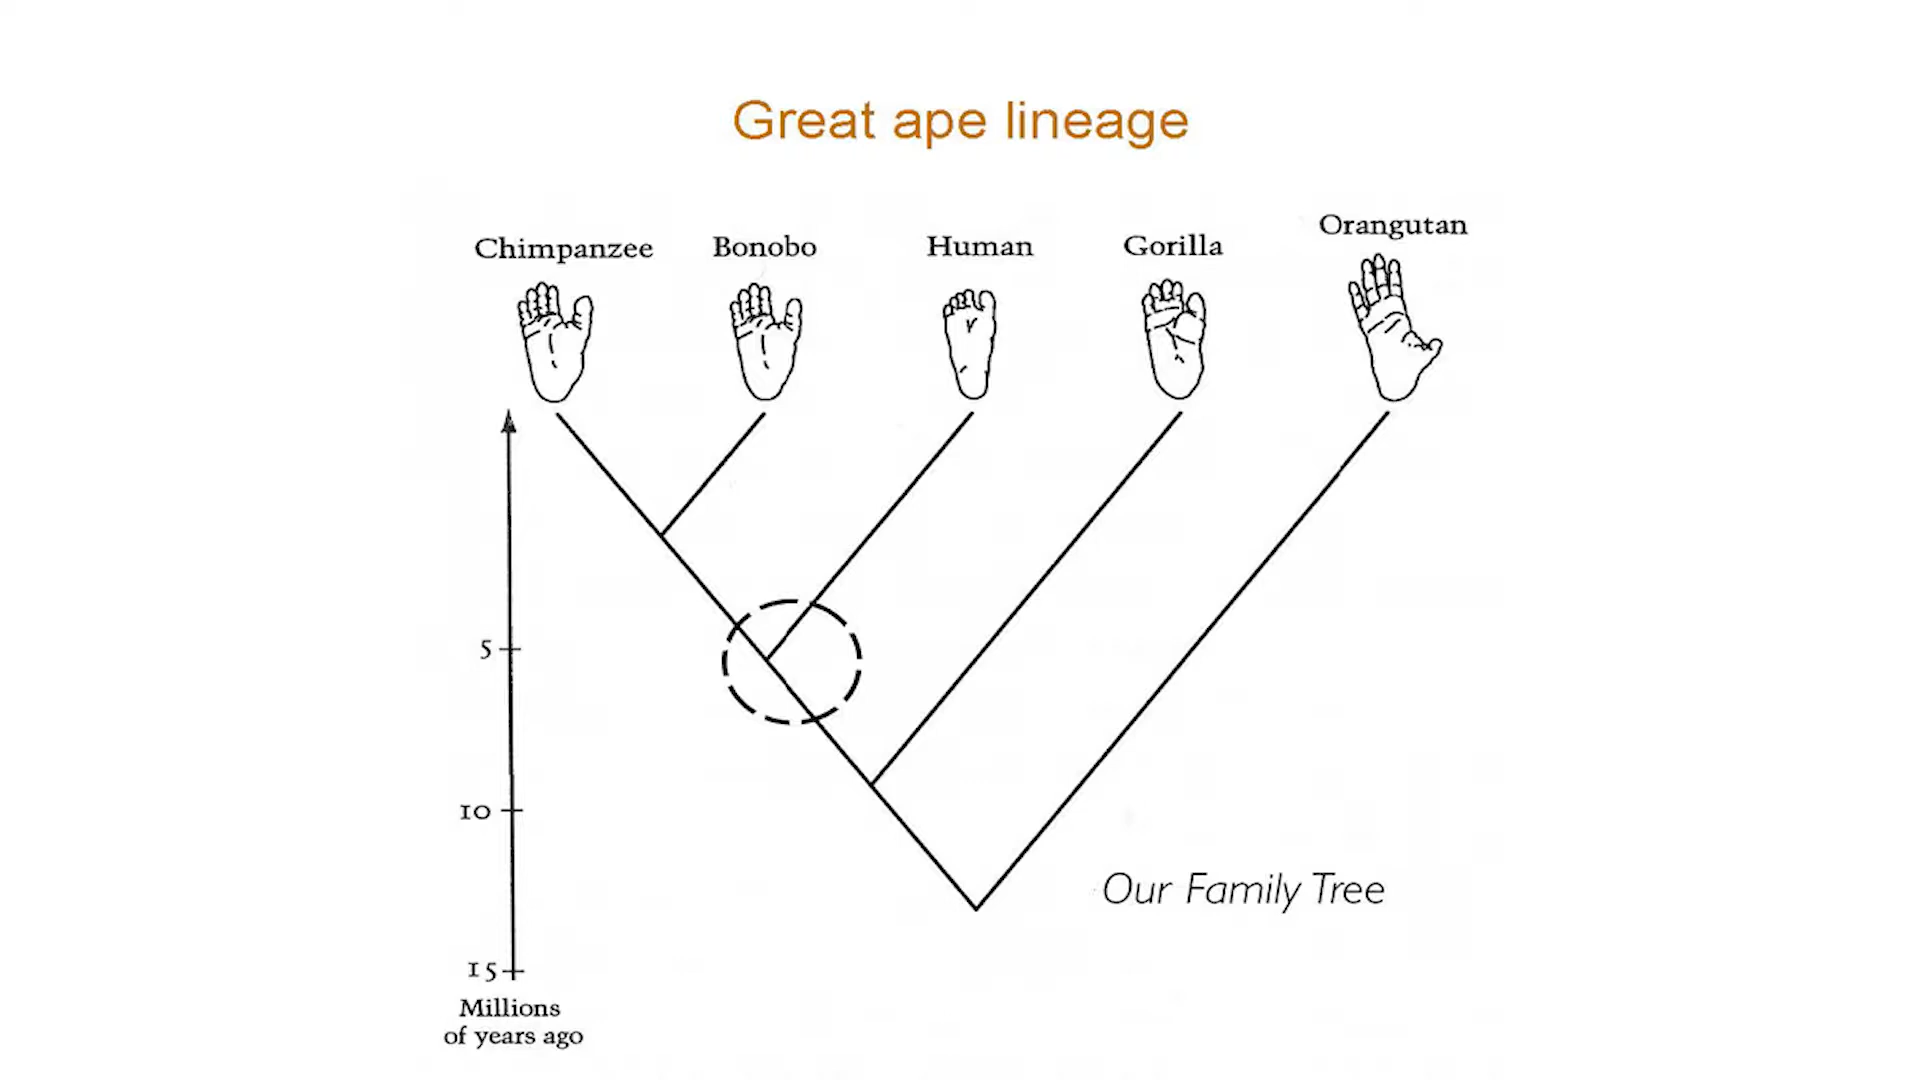 Great ape lineage
Chimpanzee
Bonobo
Human
Gorilla
Orangutan
5
10
15
Millions
of years ago
Our Family Tree